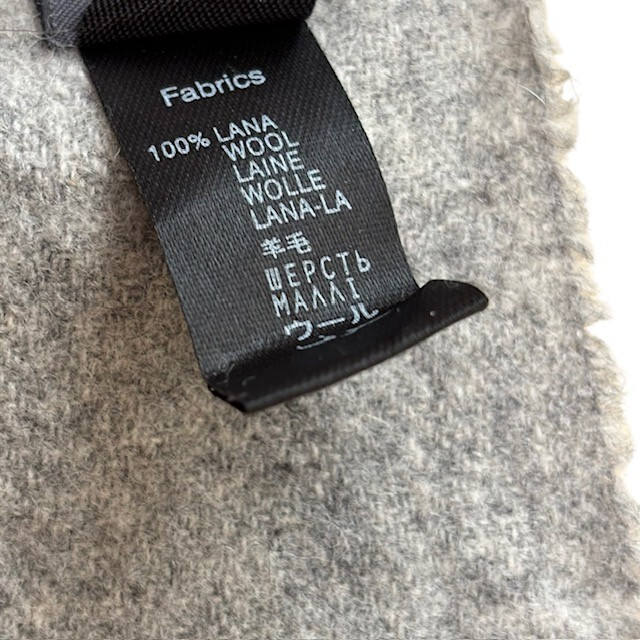 Fabrics
100% LANA
WOOL
LAINE
WOLLE
LANA-LA
羊毛
ШЕРСТЬ
ΜΑΛΛΙ
ウール